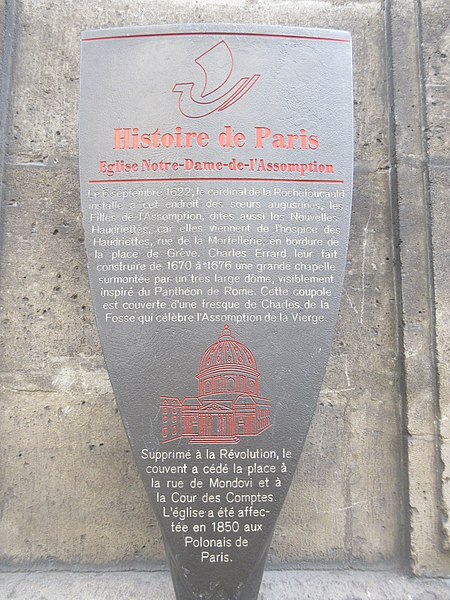 Histoire de Paris
Eglise Notre-Dame-de-l'Assomption
Le 6 septembre 1622, le cardinal de la Rochefoucauld
installe à cet endroit des sœurs augustines, les
Filles de l'Assomption, dites aussi les Nouvelles-
Haudriettes, car elles viennent de l'hospice des
Haudriettes, rue de la Mortellerie, en bordure de
la place de Grève. Charles Errard leur fait
construire de 1670 à 1676 une grande chapelle
surmontée par un très large dôme, visiblement
inspiré du Panthéon de Rome. Cette coupole
est couverte d'une fresque de Charles de la
Fosse qui célèbre l'Assomption de la Vierge.
Supprimé à la Révolution, le
couvent a cédé la place à
la rue de Mondovi et à
la Cour des Comptes.
L'église a été affec-
tée en 1850 aux
Polonais de
Paris.